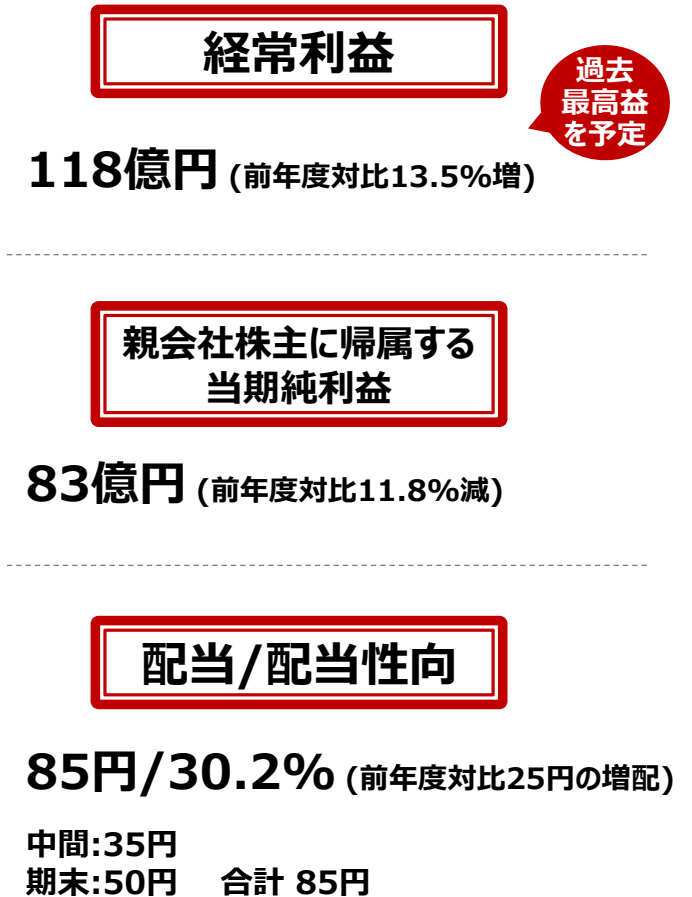 経常利益
過去
最高益
を予定
118億円 (前年度対比13.5%増)
親会社株主に帰属する
当期純利益
83億円 (前年度対比11.8%減)
配当/配当性向
85円/30.2% (前年度対比25円の増配)
中間:35円
期末:50円　合計 85円